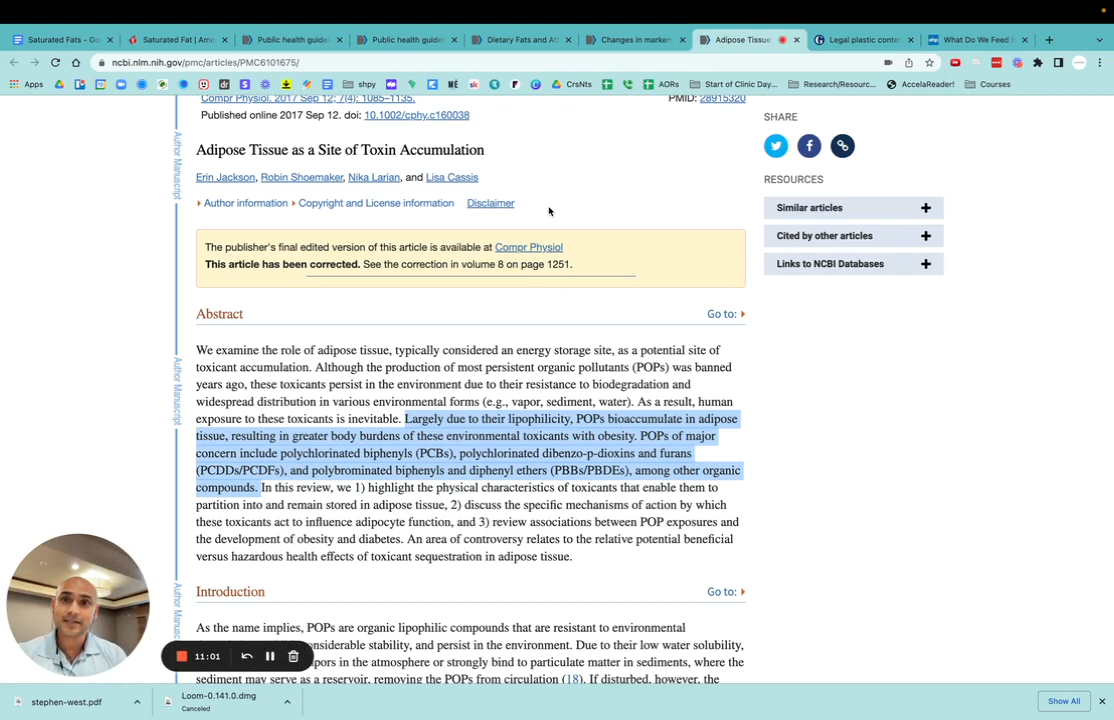 Saturated Fats - Go
Saturated Fat | Ame
Public health guidel
Public health guidel
Dietary Fats and Ath
Changes in markers
Adipose Tissue
Legal plastic conten
What Do We Feed t
ncbi.nlm.nih.gov/pmc/articles/PMC6101675/
Apps
shpy
CrsNts
AORs
Start of Clinic Day...
Research/Resourc...
AccelaReader!
Courses
Compr Physiol. 2017 Sep 12; 7(4): 1085–1135.
PMID: 28915320
Published online 2017 Sep 12. doi: 10.1002/cphy.c160038
SHARE
Adipose Tissue as a Site of Toxin Accumulation
Erin Jackson, Robin Shoemaker, Nika Larian, and Lisa Cassis
RESOURCES
Author information Copyright and License information Disclaimer
Similar articles
The publisher's final edited version of this article is available at Compr Physiol
Cited by other articles
This article has been corrected. See the correction in volume 8 on page 1251.
Links to NCBI Databases
Author Manuscript
Abstract
Go to:
We examine the role of adipose tissue, typically considered an energy storage site, as a potential site of
toxicant accumulation. Although the production of most persistent organic pollutants (POPs) was banned
years ago, these toxicants persist in the environment due to their resistance to biodegradation and
widespread distribution in various environmental forms (e.g., vapor, sediment, water). As a result, human
exposure to these toxicants is inevitable. Largely due to their lipophilicity, POPs bioaccumulate in adipose
tissue, resulting in greater body burdens of these environmental toxicants with obesity. POPs of major
concern include polychlorinated biphenyls (PCBs), polychlorinated dibenzo-p-dioxins and furans
(PCDDs/PCDFs), and polybrominated biphenyls and diphenyl ethers (PBBs/PBDEs), among other organic
compounds. In this review, we 1) highlight the physical characteristics of toxicants that enable them to
partition into and remain stored in adipose tissue, 2) discuss the specific mechanisms of action by which
these toxicants act to influence adipocyte function, and 3) review associations between POP exposures and
the development of obesity and diabetes. An area of controversy relates to the relative potential beneficial
versus hazardous health effects of toxicant sequestration in adipose tissue.
Author Manuscript
Introduction
Go to:
As the name implies, POPs are organic lipophilic compounds that are resistant to environmental
onsiderable stability, and persist in the environment. Due to their low water solubility,
apors in the atmosphere or strongly bind to particulate matter in sediments, where the
sediment may serve as a reservoir, removing the POPs from circulation (18). If disturbed, however, the
Author Manusc
11:01
stephen-west.pdf
Loom-0.141.0.dmg
Canceled
Show All